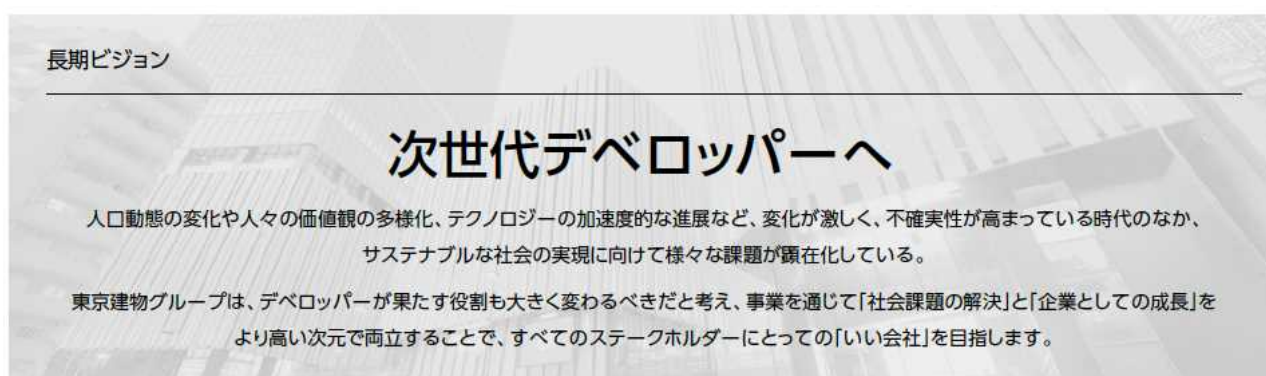 長期ビジョン
次世代デベロッパーへ
人口動態の変化や人々の価値観の多様化、テクノロジーの加速度的な進展など、変化が激しく、不確実性が高まっている時代のなか、
サステナブルな社会の実現に向けて様々な課題が顕在化している。
東京建物グループは、デベロッパーが果たす役割も大きく変わるべきだと考え、事業を通じて「社会課題の解決」と「企業としての成長」を
より高い次元で両立することで、すべてのステークホルダーにとっての「いい会社」を目指します。